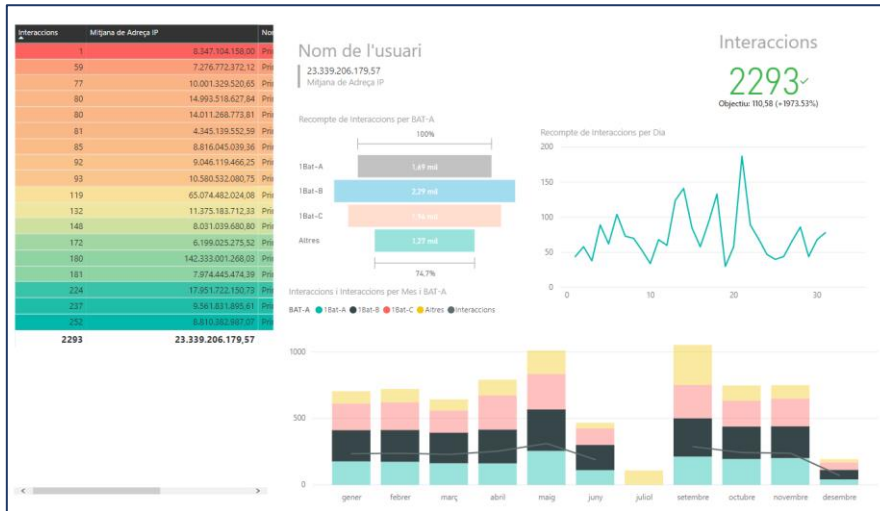 Interaccions Mitjana de Adreça IP
1 8.347.104.158,00
59 7.276.772.372,12
77 10.001.329.520,65
80 14.993.518.627,84
80 14.011.268.773,81
81 4.345.139.552,59
85 8.816.045.039,36
92 9.046.119.466,25
93 10.580.532.080,75
119 65.074.482.024,08
132 11.375.183.712,33
148 8.031.039.680,80
172 6.199.025.275,52
180 142.333.001.268,03
181 7.974.445.474,39
224 17.951.722.150,73
237 9.561.831.895,61
252 8.810.382.987,07
2293 23.339.206.179,57
Nom de l'usuari
23.339.206.179.57
Mitjana de Adreça IP
Interaccions
2293
Objectiu: 110,58 (+1973.53%)
Recompte de Interaccions per BAT-A
100%
1Bat-A 1,69 mil
1Bat-B 2,29 mil
1Bat-C
Altres
74,7%
Recompte de Interaccions per Dia
200
150
100
50
0
0 10 20 30
Interaccions i Interaccions per Mes i BAT-A
BAT-A 1Bat-A 1Bat-B 1Bat-C Altres Interaccions
1000
500
0
gener febrer març abril maig juny juliol setembre octubre novembre desembre